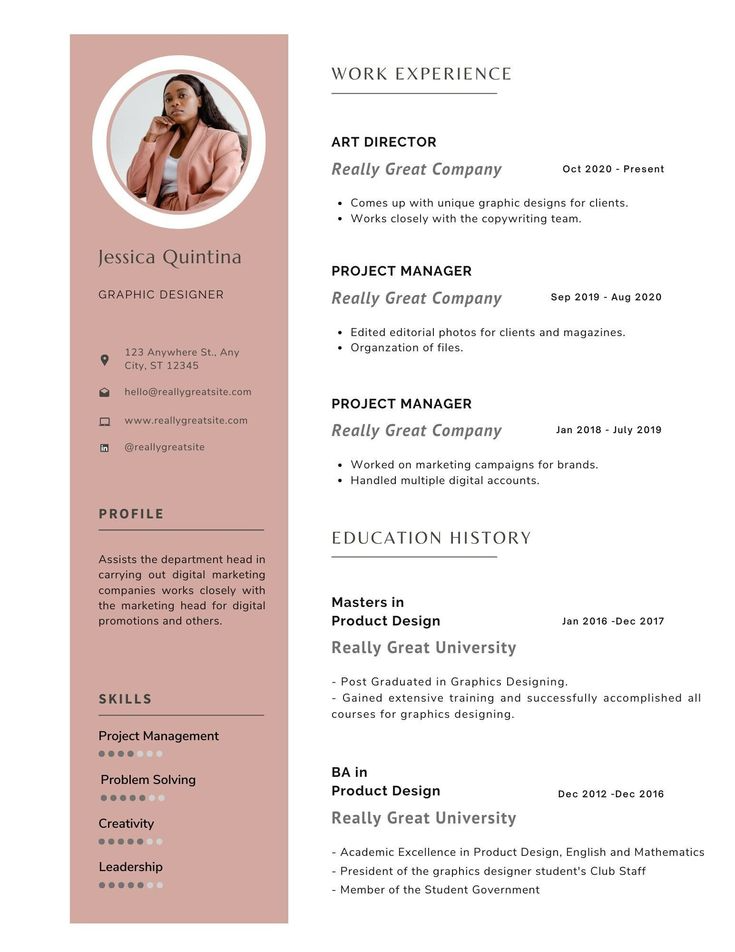 Jessica Quintina
GRAPHIC DESIGNER
123 Anywhere St., Any
City, ST 12345
hello@reallygreatsite.com
www.reallygreatsite.com
@reallygreatsite
PROFILE
Assists the department head in
carrying out digital marketing
companies works closely with
the marketing head for digital
promotions and others.
SKILLS
Project Management
Problem Solving
Creativity
Leadership
WORK EXPERIENCE
ART DIRECTOR
Really Great Company Oct 2020 - Present
• Comes up with unique graphic designs for clients.
• Works closely with the copywriting team.
PROJECT MANAGER
Really Great Company Sep 2019 - Aug 2020
• Edited editorial photos for clients and magazines.
• Organzation of files.
PROJECT MANAGER
Really Great Company Jan 2018 - July 2019
• Worked on marketing campaigns for brands.
• Handled multiple digital accounts.
EDUCATION HISTORY
Masters in
Product Design Jan 2016 -Dec 2017
Really Great University
- Post Graduated in Graphics Designing.
- Gained extensive training and successfully accomplished all
courses for graphics designing.
BA in
Product Design Dec 2012 -Dec 2016
Really Great University
- Academic Excellence in Product Design, English and Mathematics
- President of the graphics designer student's Club Staff
- Member of the Student Government